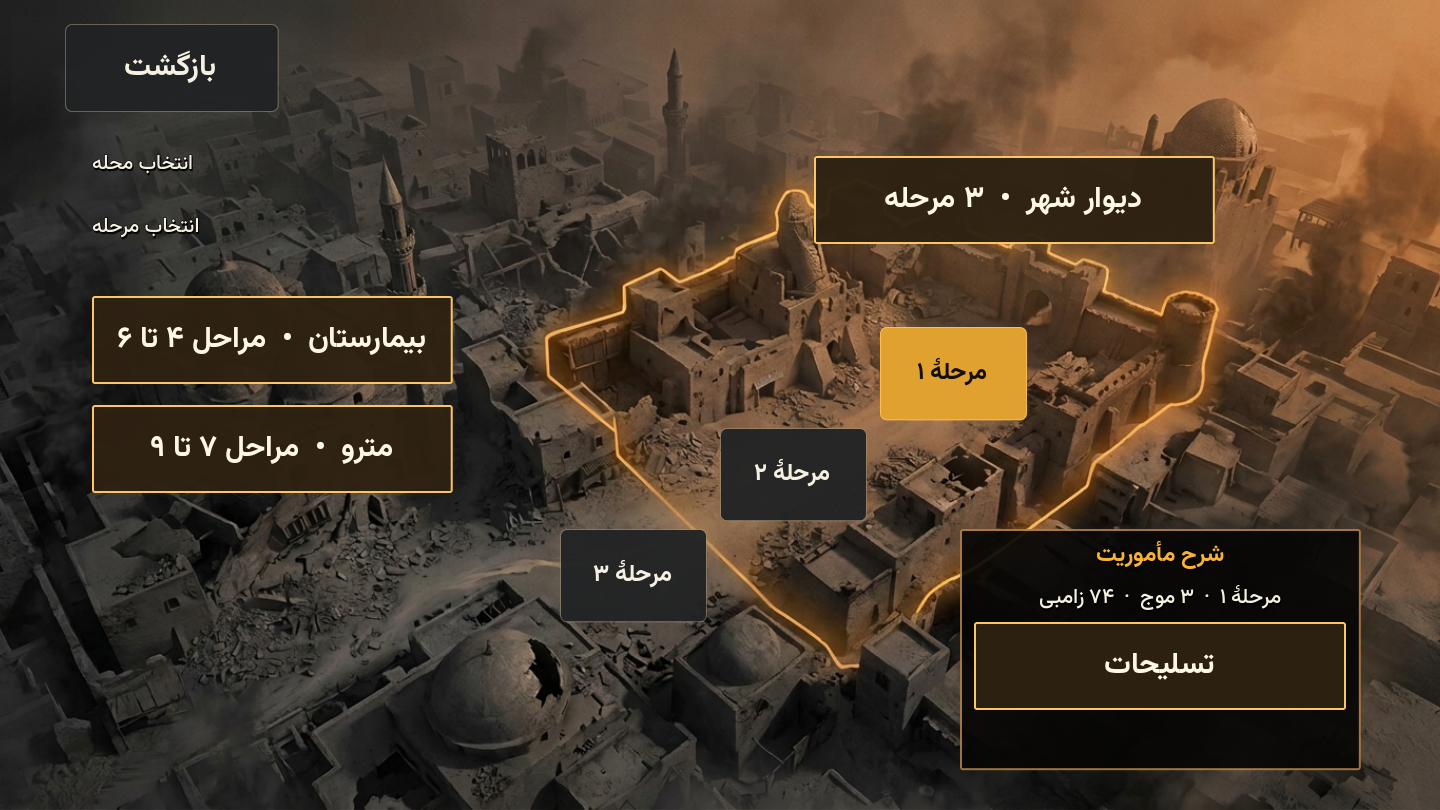 بازگشت
انتخاب محله
انتخاب مرحله
دیوار شهر • ۳ مرحله
بیمارستان • مراحل ۴ تا ۶
مترو • مراحل ۷ تا ۹
مرحلهٔ ۱
مرحلهٔ ۲
مرحلهٔ ۳
شرح مأموریت
مرحلهٔ ۱ · ۳ موج · ۷۴ زامبی
تسلیحات